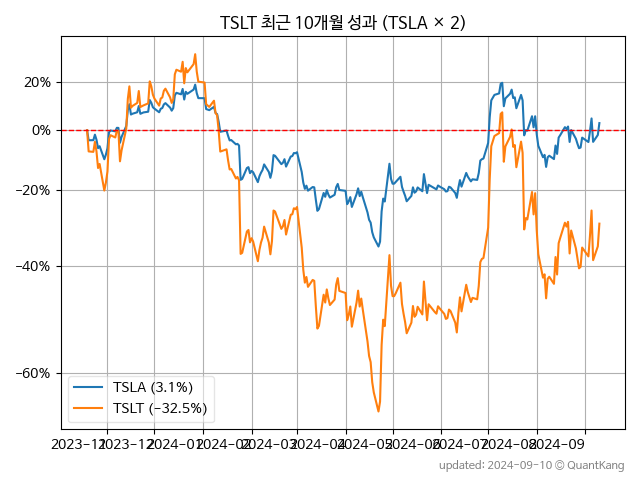 TSLT 최근 10개월 성과 (TSLA × 2)
20%
0%
−20%
−40%
−60%
TSLA (3.1%)
TSLT (−32.5%)
2023-11 2023-12 2024-01 2024-02 2024-03 2024-04 2024-05 2024-06 2024-07 2024-08 2024-09
updated: 2024-09-10 © QuantKang